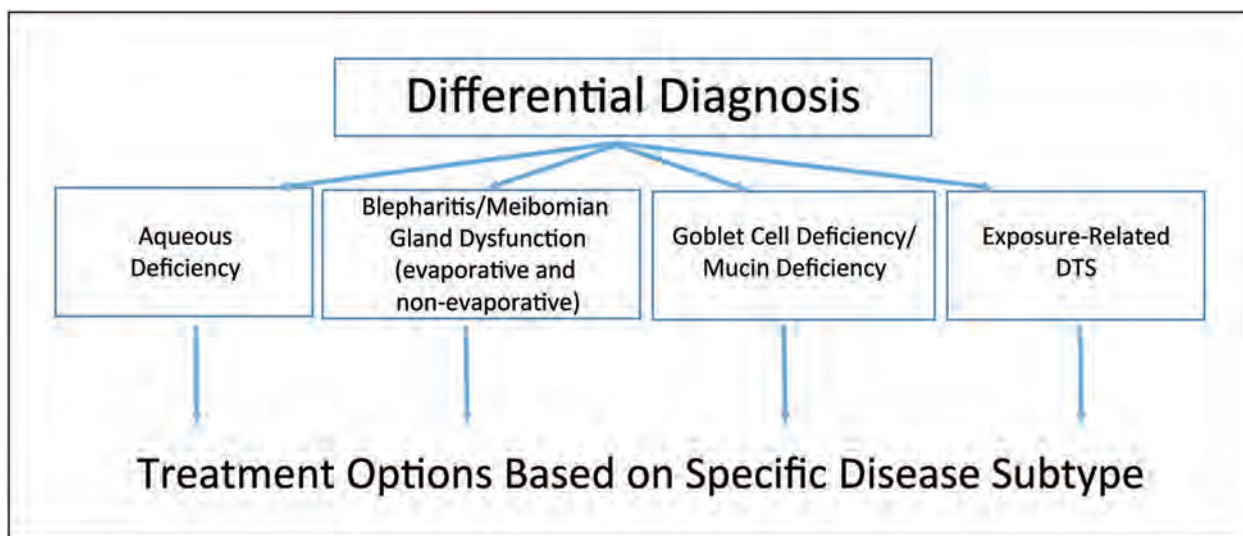 Differential Diagnosis
Aqueous
Deficiency
Blepharitis/Meibomian
Gland Dysfunction
(evaporative and
non-evaporative)
Goblet Cell Deficiency/
Mucin Deficiency
Exposure-Related
DTS
Treatment Options Based on Specific Disease Subtype